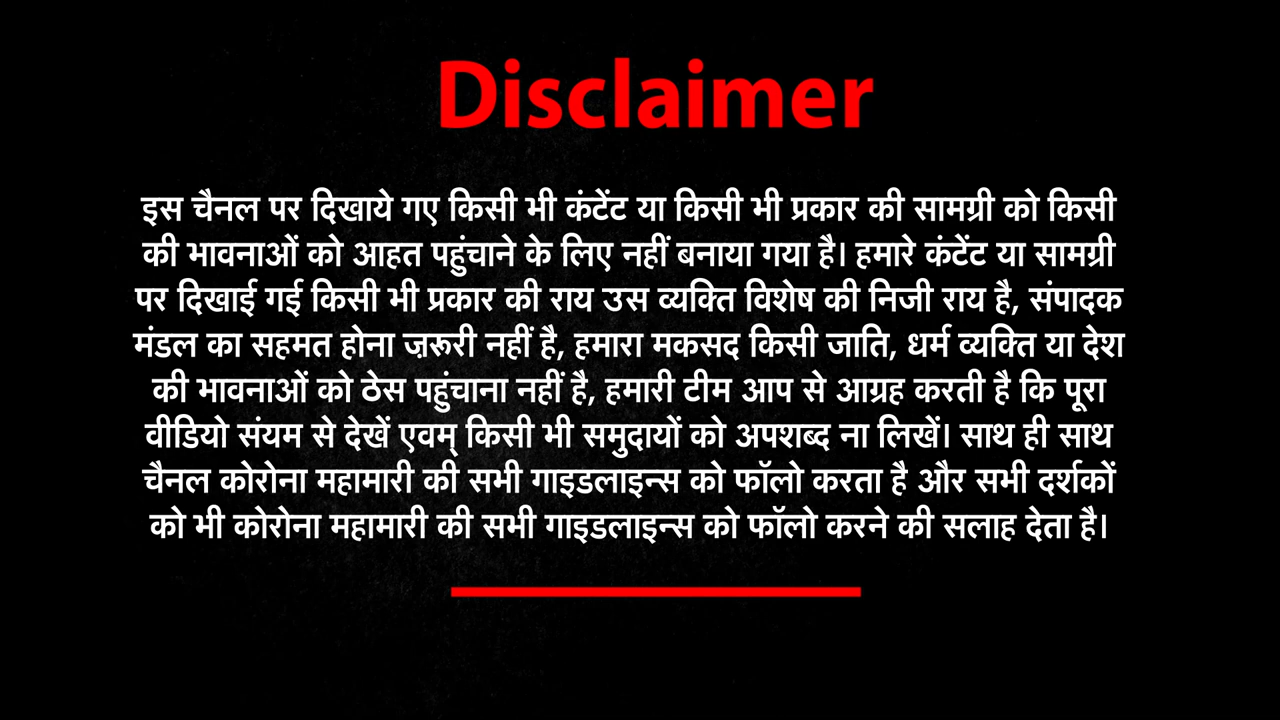 Disclaimer
इस चैनल पर दिखाये गए किसी भी कंटेंट या किसी भी प्रकार की सामग्री को किसी
की भावनाओं को आहत पहुंचाने के लिए नहीं बनाया गया है। हमारे कंटेंट या सामग्री
पर दिखाई गई किसी भी प्रकार की राय उस व्यक्ति विशेष की निजी राय है, संपादक
मंडल का सहमत होना ज़रूरी नहीं है, हमारा मकसद किसी जाति, धर्म व्यक्ति या देश
की भावनाओं को ठेस पहुंचाना नहीं है, हमारी टीम आप से आग्रह करती है कि पूरा
वीडियो संयम से देखें एवम् किसी भी समुदायों को अपशब्द ना लिखें। साथ ही साथ
चैनल कोरोना महामारी की सभी गाइडलाइन्स को फॉलो करता है और सभी दर्शकों
को भी कोरोना महामारी की सभी गाइडलाइन्स को फॉलो करने की सलाह देता है।